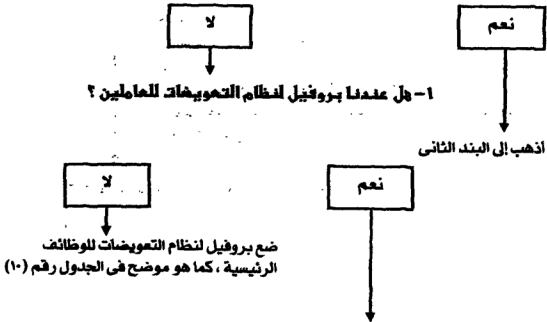 نعم
لا
١- هل عندنا بروفيل لنظام التعويضات للعاملين ؟
أذهب إلى البند الثانى
نعم
لا
ضع بروفيل لنظام التعويضات للوظائف
الرئيسية ، كما هو موضح فى الجدول رقم (١٠)